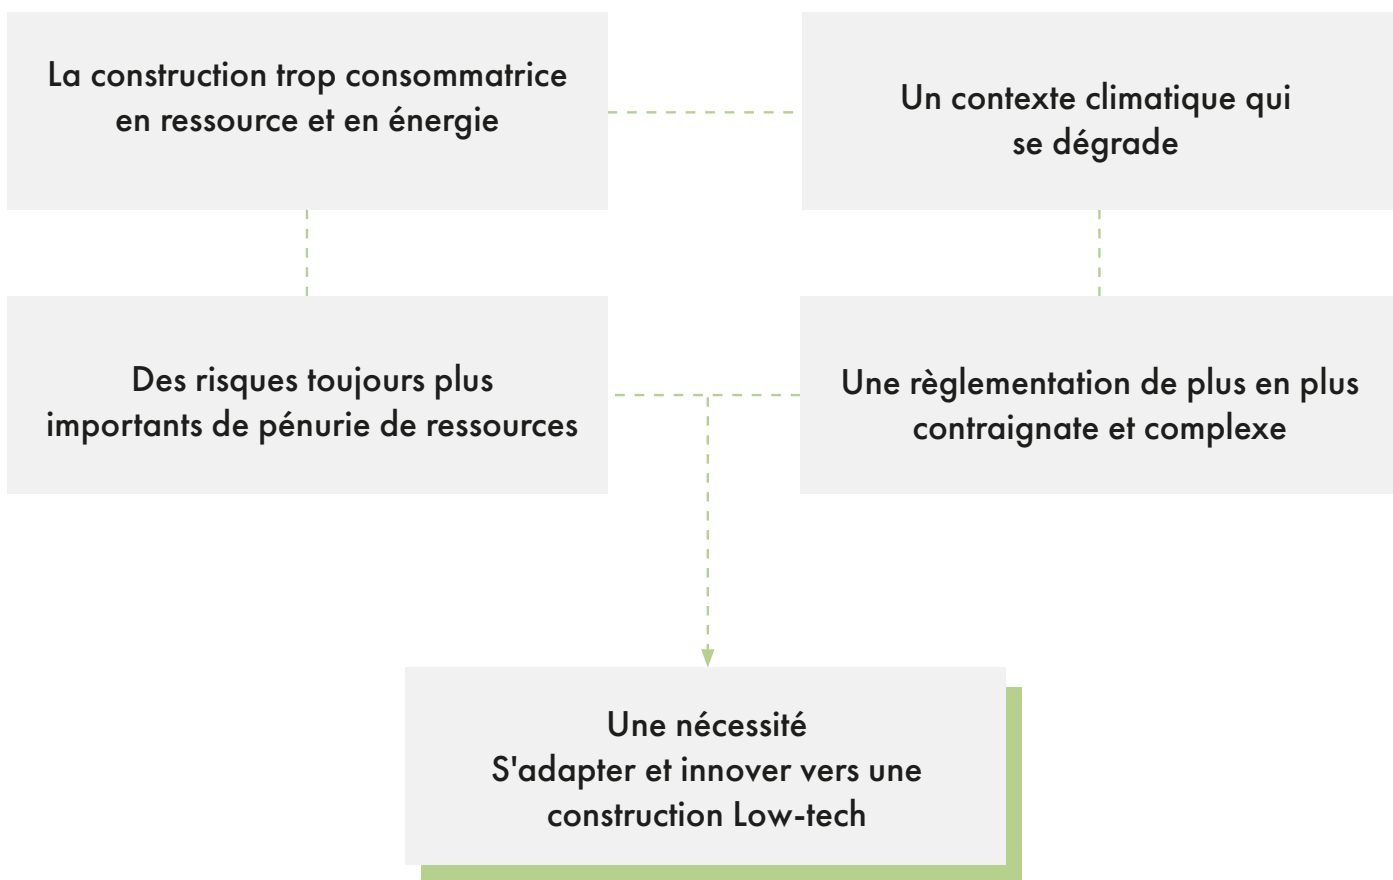 La construction trop consommatrice
en ressource et en énergie
Un contexte climatique qui
se dégrade
Des risques toujours plus
importants de pénurie de ressources
Une règlementation de plus en plus
contraignate et complexe
Une nécessité
S'adapter et innover vers une
construction Low-tech